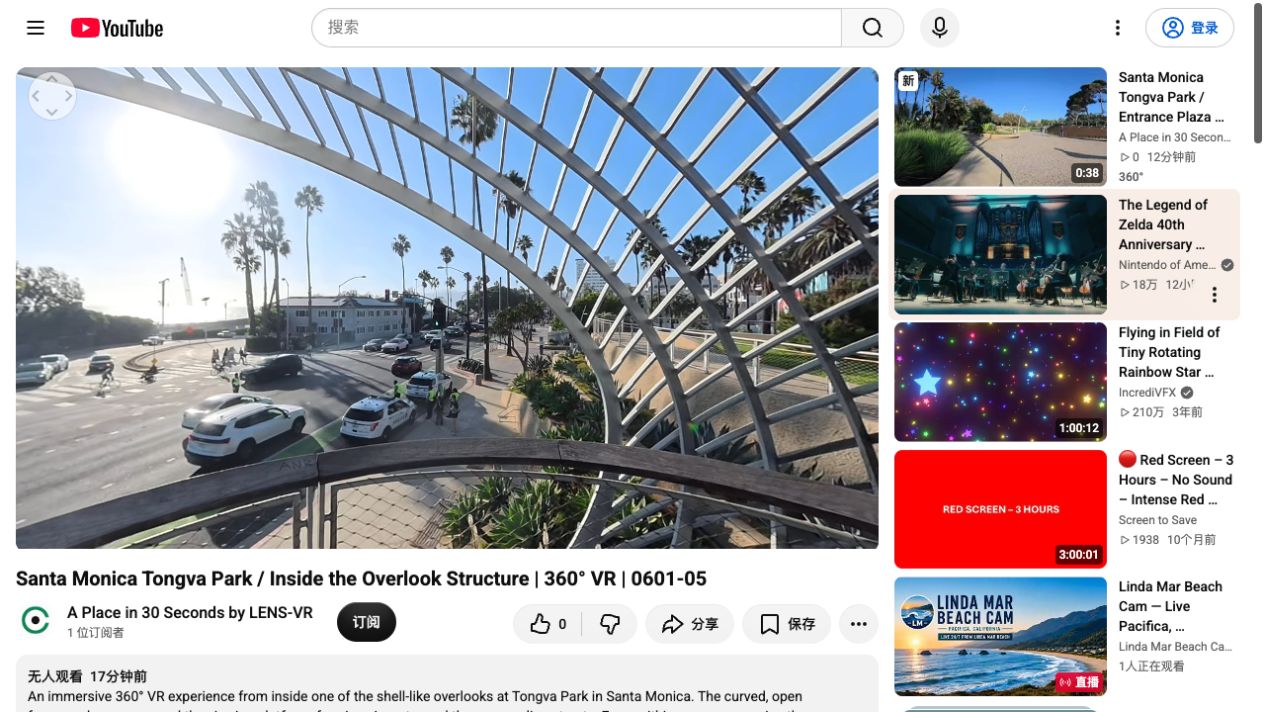 YouTube
搜索
登录
Santa Monica Tongva Park / Inside the Overlook Structure | 360° VR | 0601-05
A Place in 30 Seconds by LENS-VR
1 位订阅者
订阅
0
分享
保存
无人观看 17分钟前
An immersive 360° VR experience from inside one of the shell-like overlooks at Tongva Park in Santa Monica. The curved, open
新
0:38
Santa Monica
Tongva Park /
Entrance Plaza ...
A Place in 30 Secon...
0 12分钟前
360°
The Legend of
Zelda 40th
Anniversary ...
Nintendo of Ame...
18万 12小
Flying in Field of
Tiny Rotating
Rainbow Star ...
IncrediVFX
210万 3年前
1:00:12
🔴 Red Screen – 3
Hours – No Sound
– Intense Red ...
Screen to Save
1938 10个月前
RED SCREEN – 3 HOURS
3:00:01
Linda Mar Beach
Cam — Live
Pacifica, ...
Linda Mar Beach Ca...
1人正在观看
LM
LINDA MAR
BEACH CAM
PACIFICA, CALIFORNIA
直播